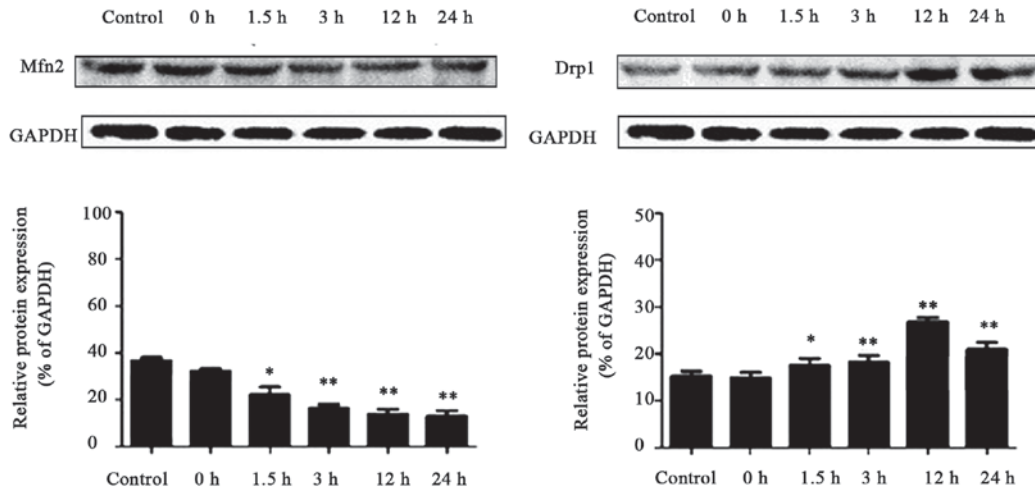 Control 0 h 1.5 h 3 h 12 h 24 h
Mfn2
GAPDH
Relative protein expression
(% of GAPDH)
100
80
60
40
20
0
* ** ** **
Control 0 h 1.5 h 3 h 12 h 24 h
Control 0 h 1.5 h 3 h 12 h 24 h
Drp1
GAPDH
Relative protein expression
(% of GAPDH)
50
40
30
20
10
0
* ** ** **
Control 0 h 1.5 h 3 h 12 h 24 h